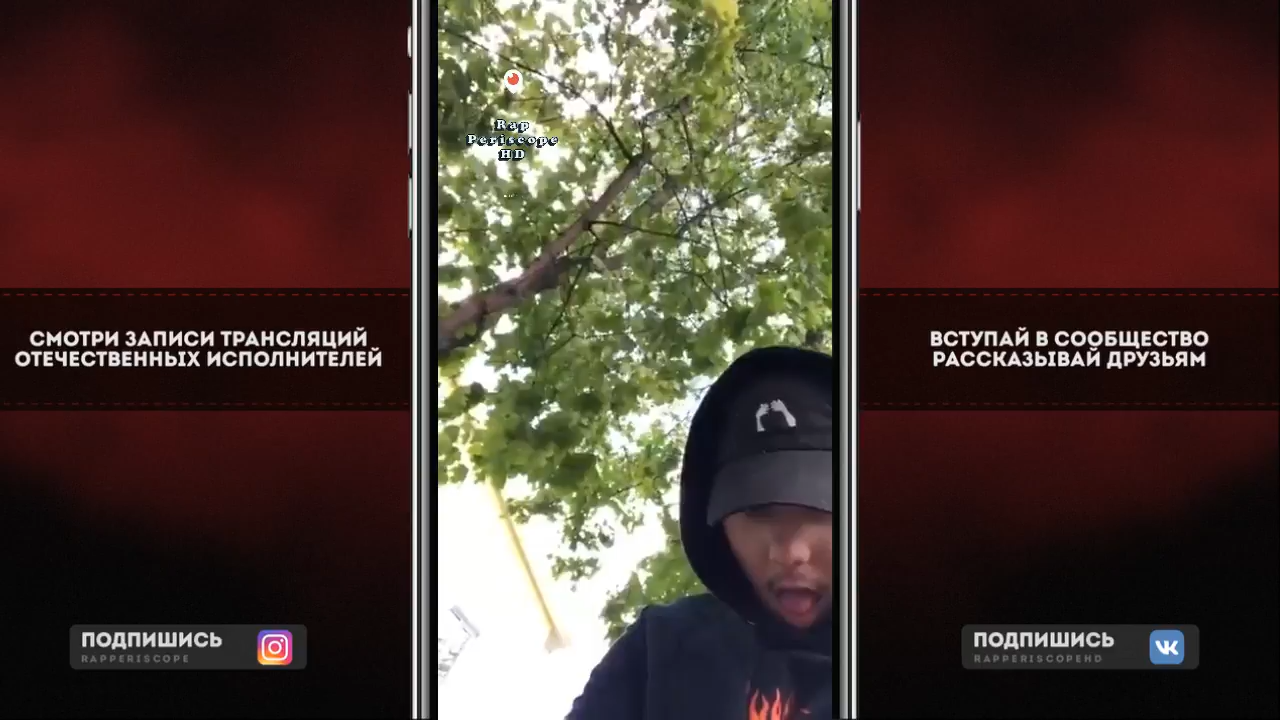 Rap
Periscope
HD
СМОТРИ ЗАПИСИ ТРАНСЛЯЦИЙ
ОТЕЧЕСТВЕННЫХ ИСПОЛНИТЕЛЕЙ
ВСТУПАЙ В СООБЩЕСТВО
РАССКАЗЫВАЙ ДРУЗЬЯМ
ПОДПИШИСЬ
RAPPERISCOPE
ПОДПИШИСЬ
RAPPERISCOPEHD